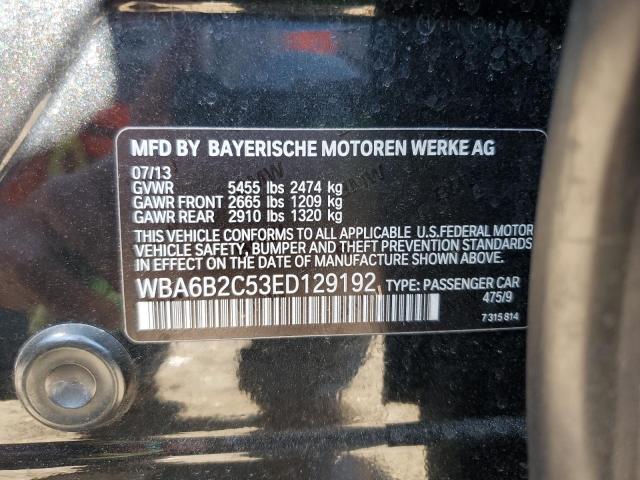 MFD BY BAYERISCHE MOTOREN WERKE AG
07/13
GVWR 5455 lbs 2474 kg
GAWR FRONT 2665 lbs 1209 kg
GAWR REAR 2910 lbs 1320 kg
THIS VEHICLE CONFORMS TO ALL APPLICABLE U.S.FEDERAL MOTOR
VEHICLE SAFETY, BUMPER AND THEFT PREVENTION STANDARDS
IN EFFECT ON THE DATE OF MANUFACTURE SHOWN ABOVE.
WBA6B2C53ED129192 TYPE: PASSENGER CAR
475/9
7 315 814